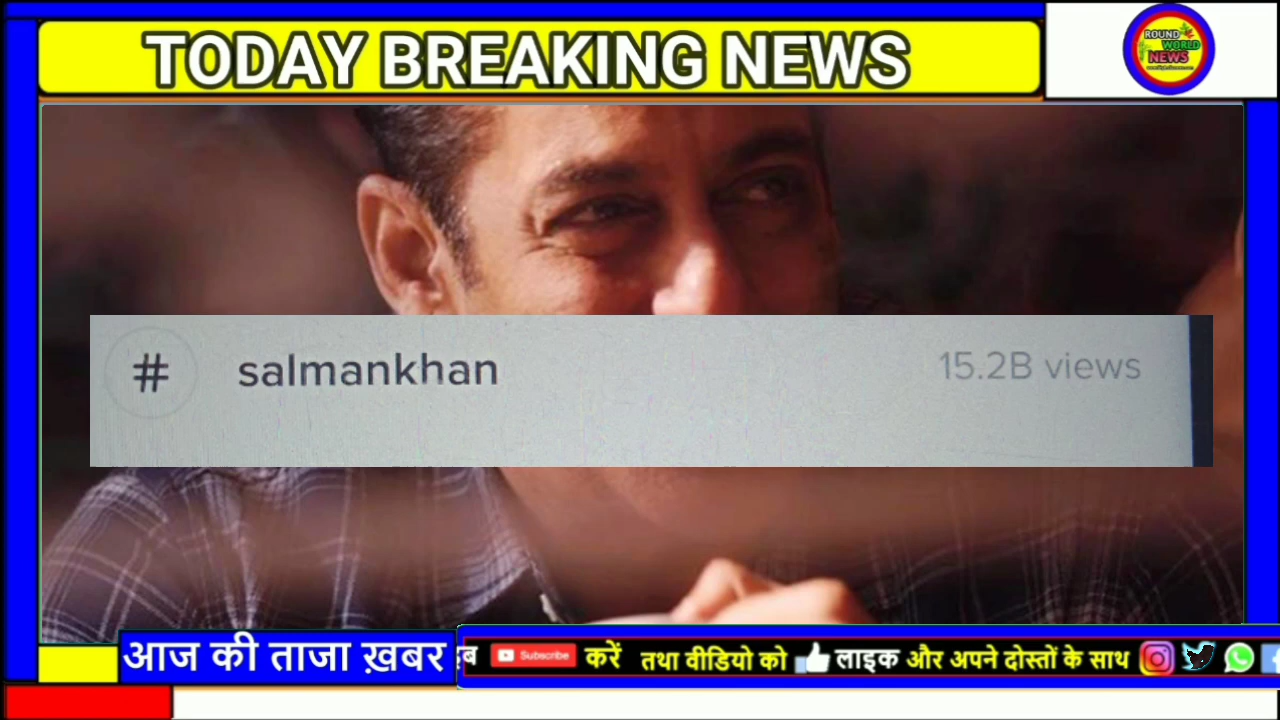 TODAY BREAKING NEWS
ROUND
WORLD
NEWS
# salmankhan 15.2B views
आज की ताजा ख़बर
Subscribe करें तथा वीडियो को लाइक और अपने दोस्तों के साथ